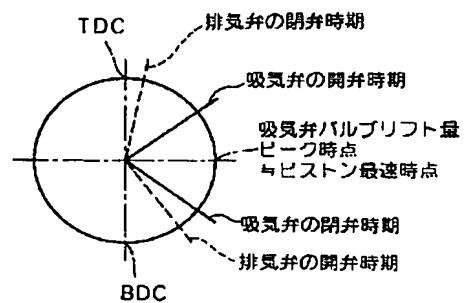 TDC
排気弁の閉弁時期
吸気弁の開弁時期
吸気弁バルブリフト量
ピーク時点
≒ピストン最速時点
吸気弁の閉弁時期
排気弁の開弁時期
BDC